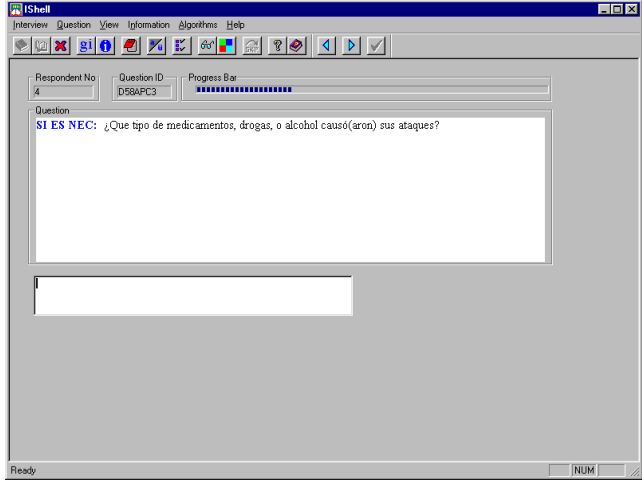 IShell
Interview Question View Information Algorithms Help
gi
Respondent No Question ID Progress Bar
4 D58APC3
Question
SI ES NEC: ¿Que tipo de medicamentos, drogas, o alcohol causó(aron) sus ataques?
Ready NUM